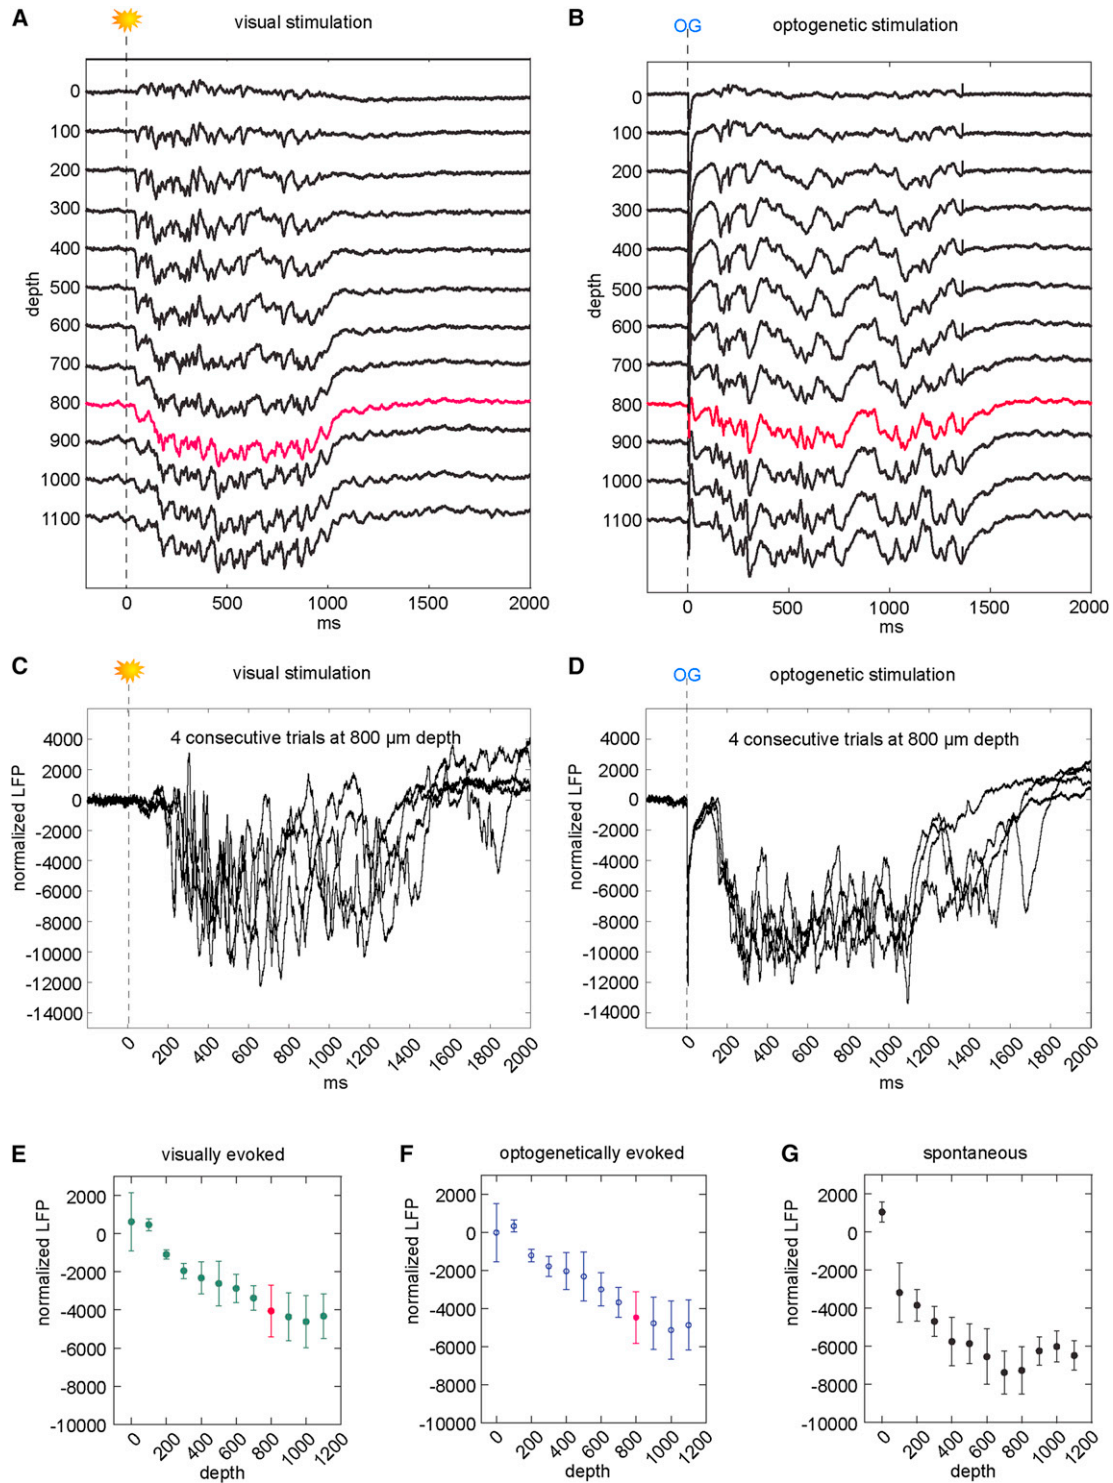 A
visual stimulation
depth
0
100
200
300
400
500
600
700
800
900
1000
1100
0 500 1000 1500 2000
ms
B
OG
optogenetic stimulation
depth
0
100
200
300
400
500
600
700
800
900
1000
1100
0 500 1000 1500 2000
ms
C
visual stimulation
4 consecutive trials at 800 µm depth
normalized LFP
4000
2000
0
-2000
-4000
-6000
-8000
-10000
-12000
-14000
0 200 400 600 800 1000 1200 1400 1600 1800 2000
ms
D
OG
optogenetic stimulation
4 consecutive trials at 800 µm depth
normalized LFP
4000
2000
0
-2000
-4000
-6000
-8000
-10000
-12000
-14000
0 200 400 600 800 1000 1200 1400 1600 1800 2000
ms
E
visually evoked
normalized LFP
2000
0
-2000
-4000
-6000
-8000
-10000
0 200 400 600 800 1000 1200
depth
F
optogenetically evoked
normalized LFP
2000
0
-2000
-4000
-6000
-8000
-10000
0 200 400 600 800 1000 1200
depth
G
spontaneous
normalized LFP
2000
0
-2000
-4000
-6000
-8000
-10000
0 200 400 600 800 1000 1200
depth